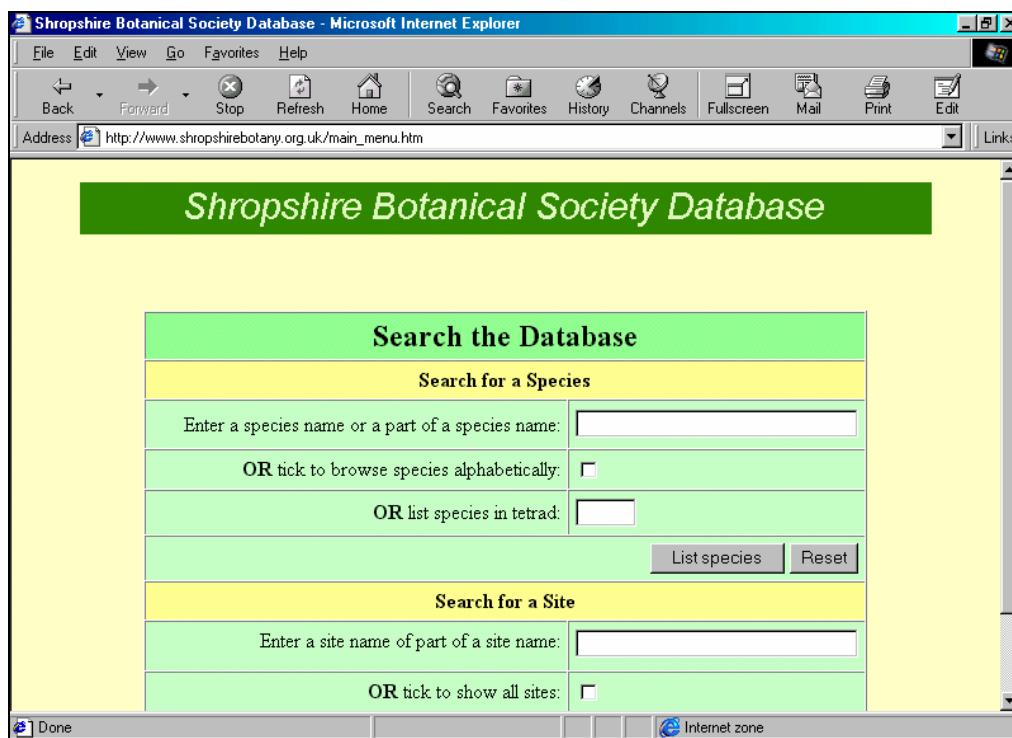 Shropshire Botanical Society Database - Microsoft Internet Explorer
File Edit View Go Favorites Help
Back Forward Stop Refresh Home Search Favorites History Channels Fullscreen Mail Print Edit
Address http://www.shropshirebotany.org.uk/main_menu.htm Links
Shropshire Botanical Society Database
Search the Database
Search for a Species
Enter a species name or a part of a species name:
OR tick to browse species alphabetically:
OR list species in tetrad:
List species Reset
Search for a Site
Enter a site name of part of a site name:
OR tick to show all sites:
Done Internet zone